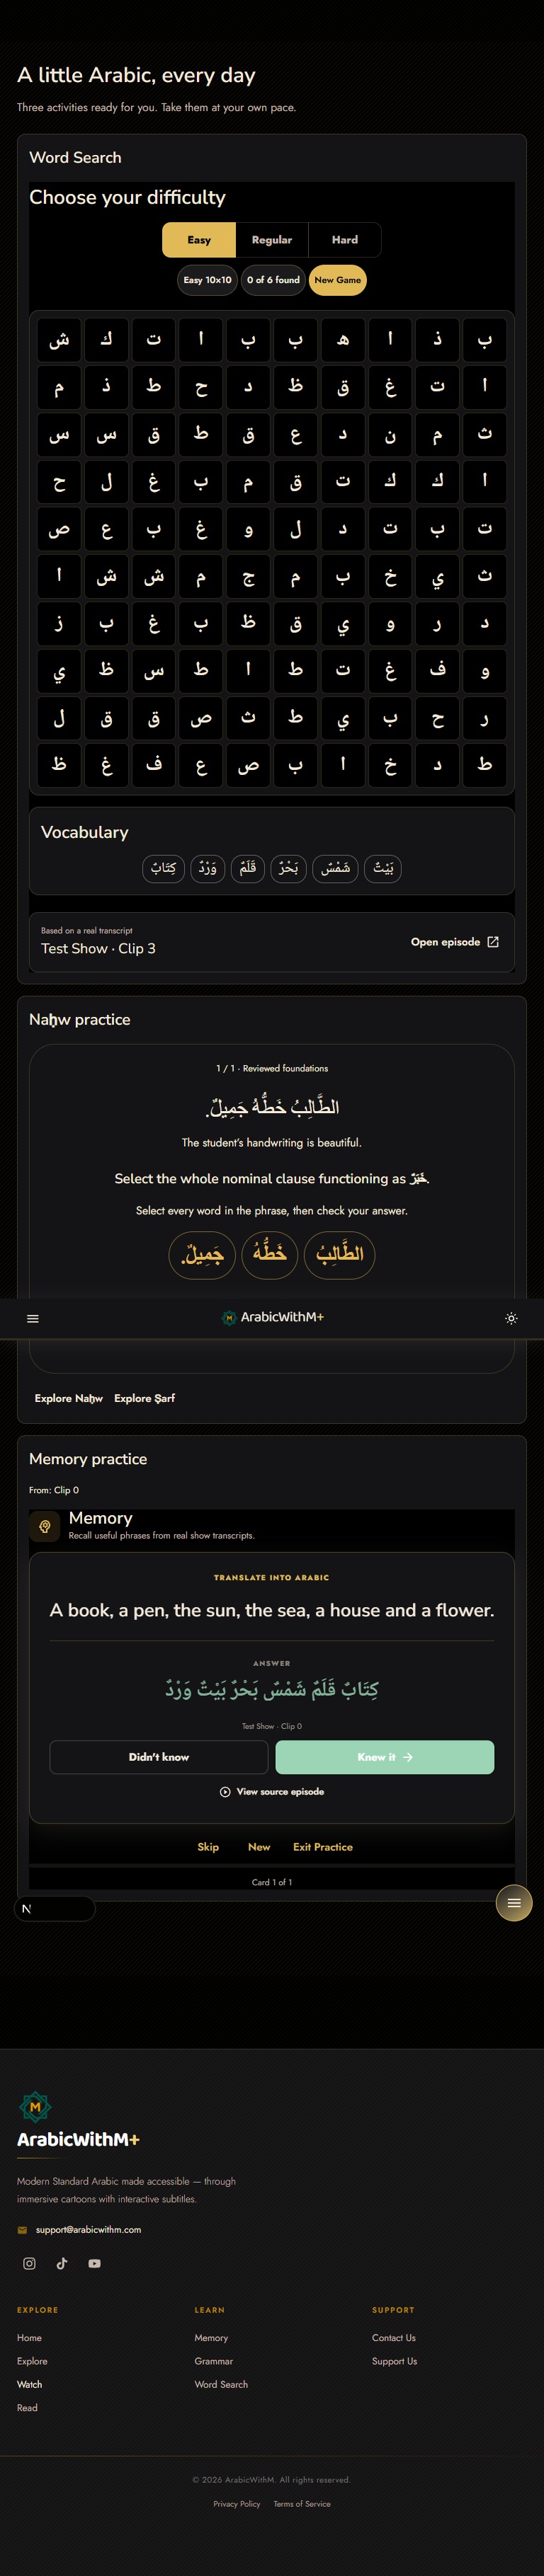 A little Arabic, every day
Three activities ready for you. Take them at your own pace.
Word Search
Choose your difficulty
Easy Regular Hard
Easy 10×10 0 of 6 found New Game
ب ذ ا ه ب ب ا ت ك ش
ا ت غ ق ظ د ح ط ذ م
ث م ن د ع ق ط ق س س
ا ك ك ت ق م ب غ ل ح
ت ب ت د ل و غ ب ع ص
ث ي خ ب م ج م ش ش ا
د ر و ي ق ظ ب غ ب ز
و ف غ ت ط ا ط س ظ ي
ر ح ب ي ط ث ص ق ق ل
ط د خ ا ب ص ع ف غ ظ
Vocabulary
بَيْتٌ شَمْسٌ بَحْرٌ قَلَمٌ وَرْدٌ كِتَابٌ
Based on a real transcript
Test Show · Clip 3
Open episode
Naḥw practice
1 / 1 · Reviewed foundations
الطَّالِبُ خَطُّهُ جَمِيلٌ.
The student's handwriting is beautiful.
Select the whole nominal clause functioning as خَبَرٌ.
Select every word in the phrase, then check your answer.
الطَّالِبُ خَطُّهُ جَمِيلٌ.
ArabicWithM+
Explore Naḥw Explore Ṣarf
Memory practice
From: Clip 0
Memory
Recall useful phrases from real show transcripts.
TRANSLATE INTO ARABIC
A book, a pen, the sun, the sea, a house and a flower.
ANSWER
كِتَابٌ قَلَمٌ شَمْسٌ بَحْرٌ بَيْتٌ وَرْدٌ
Test Show · Clip 0
Didn't know Knew it
View source episode
Skip New Exit Practice
Card 1 of 1
N
M
ArabicWithM+
Modern Standard Arabic made accessible — through
immersive cartoons with interactive subtitles.
support@arabicwithm.com
EXPLORE
Home
Explore
Watch
Read
LEARN
Memory
Grammar
Word Search
SUPPORT
Contact Us
Support Us
© 2026 ArabicWithM. All rights reserved.
Privacy Policy Terms of Service